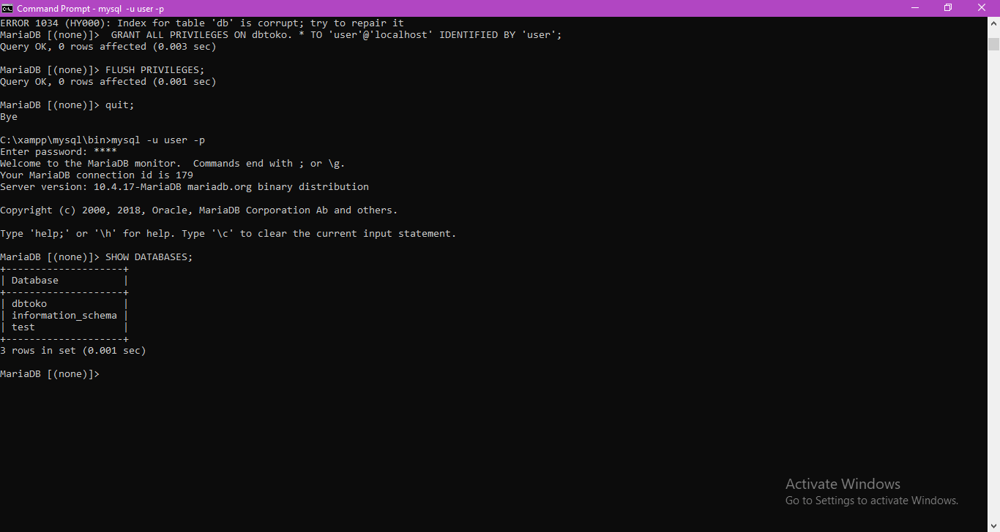 Command Prompt - mysql -u user -p
ERROR 1034 (HY000): Index for table 'db' is corrupt; try to repair it
MariaDB [(none)]>  GRANT ALL PRIVILEGES ON dbtoko. * TO 'user'@'localhost' IDENTIFIED BY 'user';
Query OK, 0 rows affected (0.003 sec)
MariaDB [(none)]> FLUSH PRIVILEGES;
Query OK, 0 rows affected (0.001 sec)
MariaDB [(none)]> quit;
Bye
C:\xampp\mysql\bin>mysql -u user -p
Enter password: ****
Welcome to the MariaDB monitor.  Commands end with ; or \g.
Your MariaDB connection id is 179
Server version: 10.4.17-MariaDB mariadb.org binary distribution
Copyright (c) 2000, 2018, Oracle, MariaDB Corporation Ab and others.
Type 'help;' or '\h' for help. Type '\c' to clear the current input statement.
MariaDB [(none)]> SHOW DATABASES;
+--------------------+
| Database           |
+--------------------+
| dbtoko             |
| information_schema |
| test               |
+--------------------+
3 rows in set (0.001 sec)
MariaDB [(none)]>
Activate Windows
Go to Settings to activate Windows.